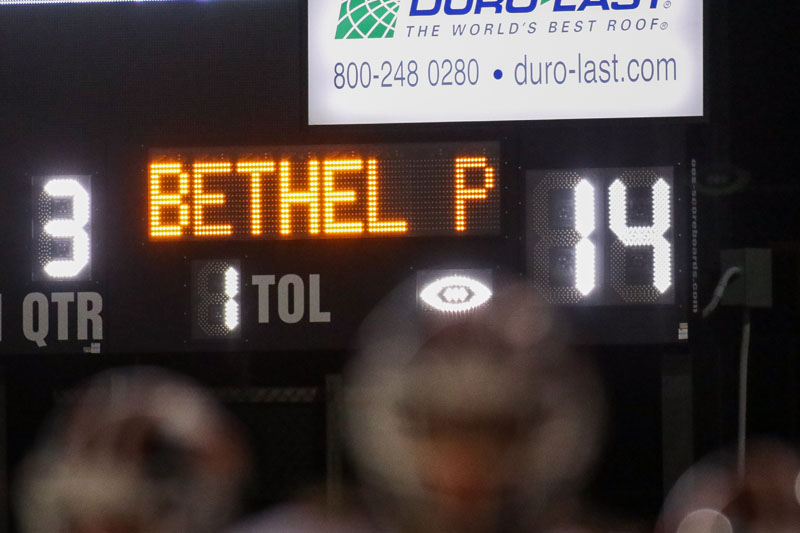 DURO-LAST®
THE WORLD'S BEST ROOF®
800-248 0280 • duro-last.com
BETHEL P
3
14
QTR
1 TOL